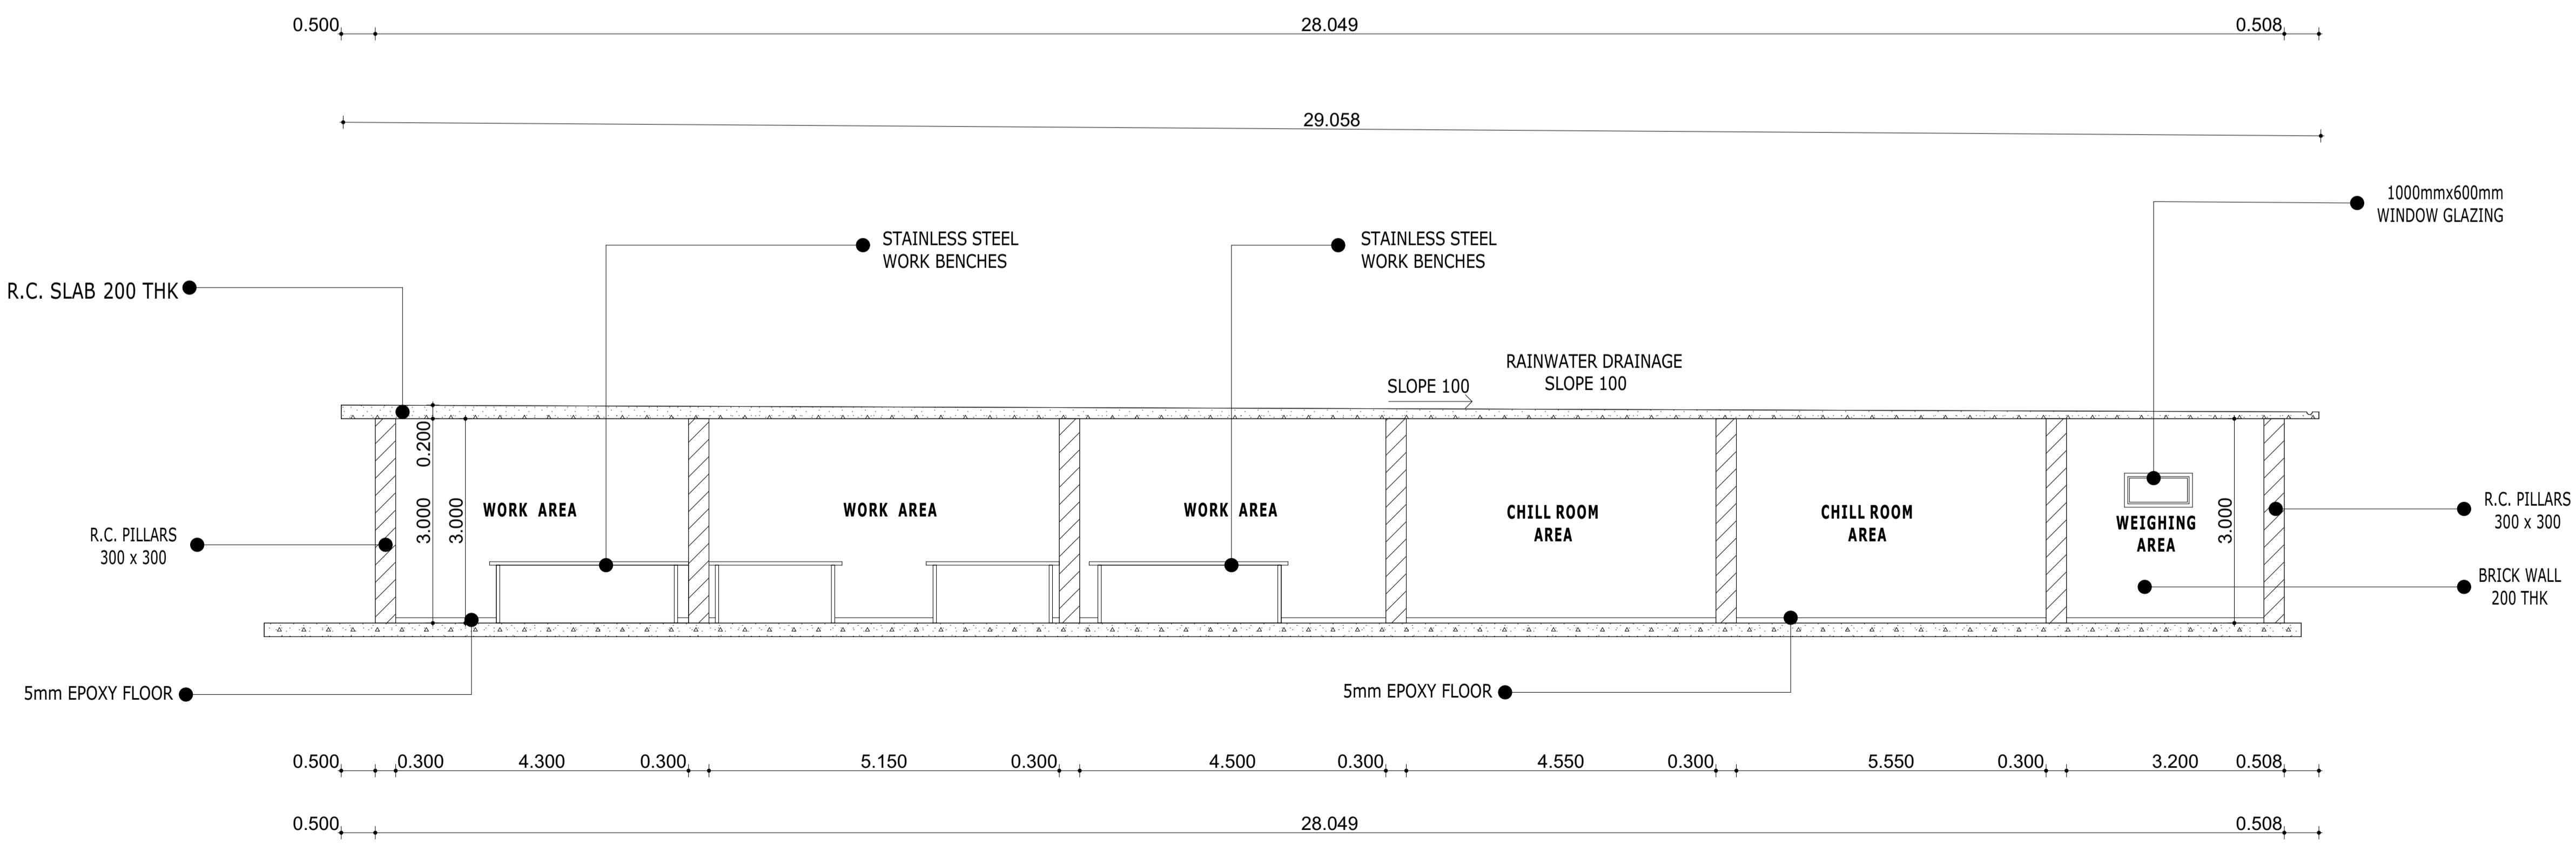 0.500 28.049 0.508
29.058
1000mmx600mm
WINDOW GLAZING
STAINLESS STEEL
WORK BENCHES
STAINLESS STEEL
WORK BENCHES
R.C. SLAB 200 THK
RAINWATER DRAINAGE
SLOPE 100
SLOPE 100
0.200
3.000
3.000
WORK AREA
WORK AREA
WORK AREA
CHILL ROOM
AREA
CHILL ROOM
AREA
WEIGHING
AREA
3.000
R.C. PILLARS
300 x 300
R.C. PILLARS
300 x 300
BRICK WALL
200 THK
5mm EPOXY FLOOR
5mm EPOXY FLOOR
0.500 0.300 4.300 0.300 5.150 0.300 4.500 0.300 4.550 0.300 5.550 0.300 3.200 0.508
0.500 28.049 0.508